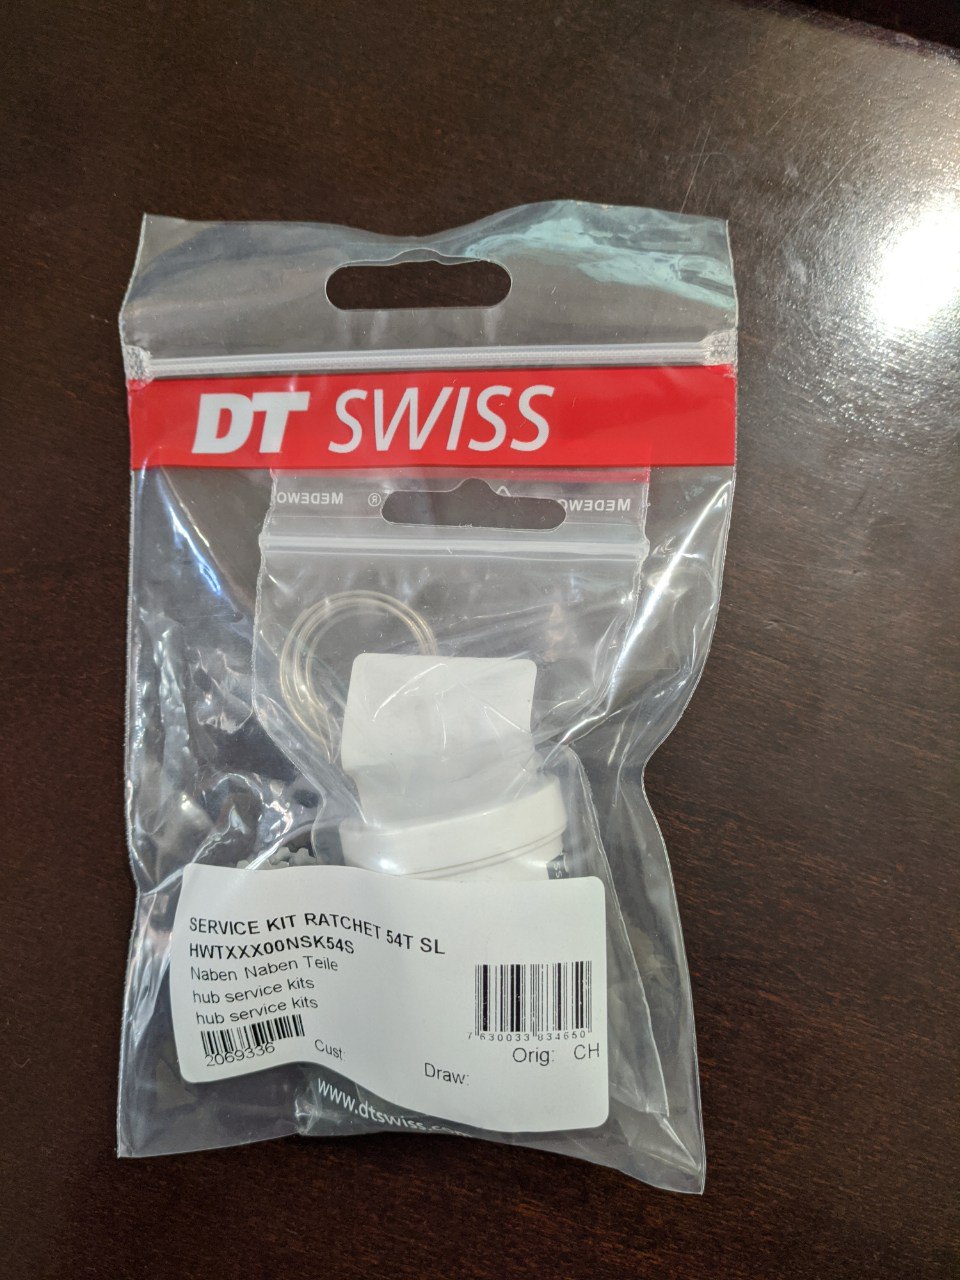 DT SWISS
MEDEWO ® MEDEWO
SERVICE KIT RATCHET 54T SL
HWTXXX00NSK54S
Naben Naben Teile
hub service kits
hub service kits
2069336
Cust:
Draw:
7 630033 834650
Orig: CH
www.dtswiss.com